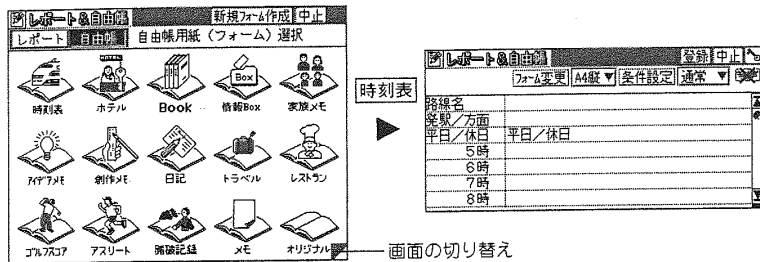 レポート&自由帳 新規フォーム作成 中止
レポート 自由帳 自由帳用紙(フォーム)選択
時刻表 ホテル Book 情報Box 家族メモ
アイデアメモ 創作メモ 日記 トラベル レストラン
ゴルフスコア アスリート 踏破記録 メモ オリジナル
画面の切り替え
時刻表
レポート&自由帳 登録 中止
フォーム変更 A4縦▼ 条件設定 通常▼
路線名
発駅/方面
平日/休日 平日/休日
5時
6時
7時
8時